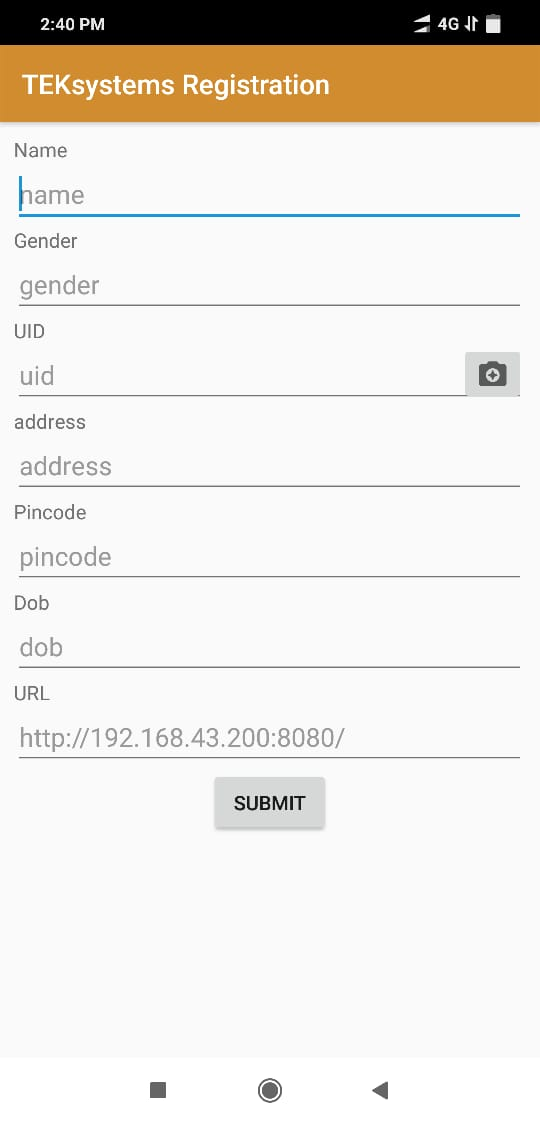 2:40 PM
4G
TEKsystems Registration
Name
name
Gender
gender
UID
uid
address
address
Pincode
pincode
Dob
dob
URL
http://192.168.43.200:8080/
SUBMIT